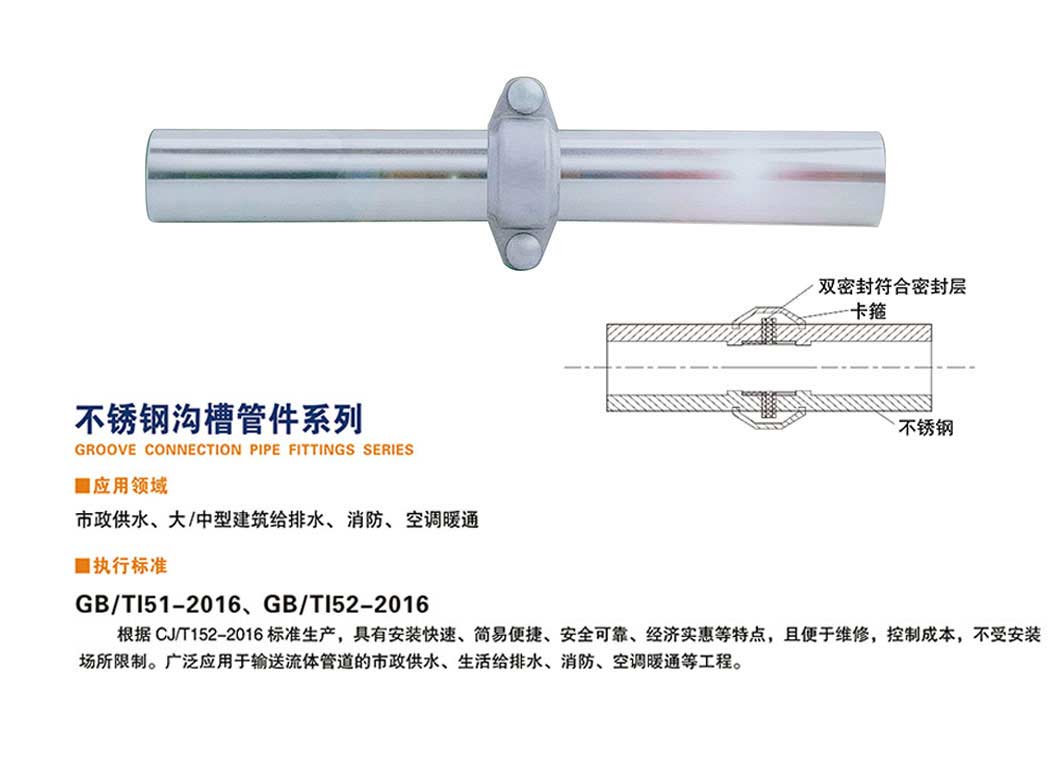 双密封符合密封层
卡箍
不锈钢
不锈钢沟槽管件系列
GROOVE CONNECTION PIPE FITTINGS SERIES
■应用领域
市政供水、大/中型建筑给排水、消防、空调暖通
■执行标准
GB/TI51-2016、GB/TI52-2016
根据CJ/T152-2016标准生产，具有安装快速、简易便捷、安全可靠、经济实惠等特点，且便于维修，控制成本，不受安装
场所限制。广泛应用于输送流体管道的市政供水、生活给排水、消防、空调暖通等工程。